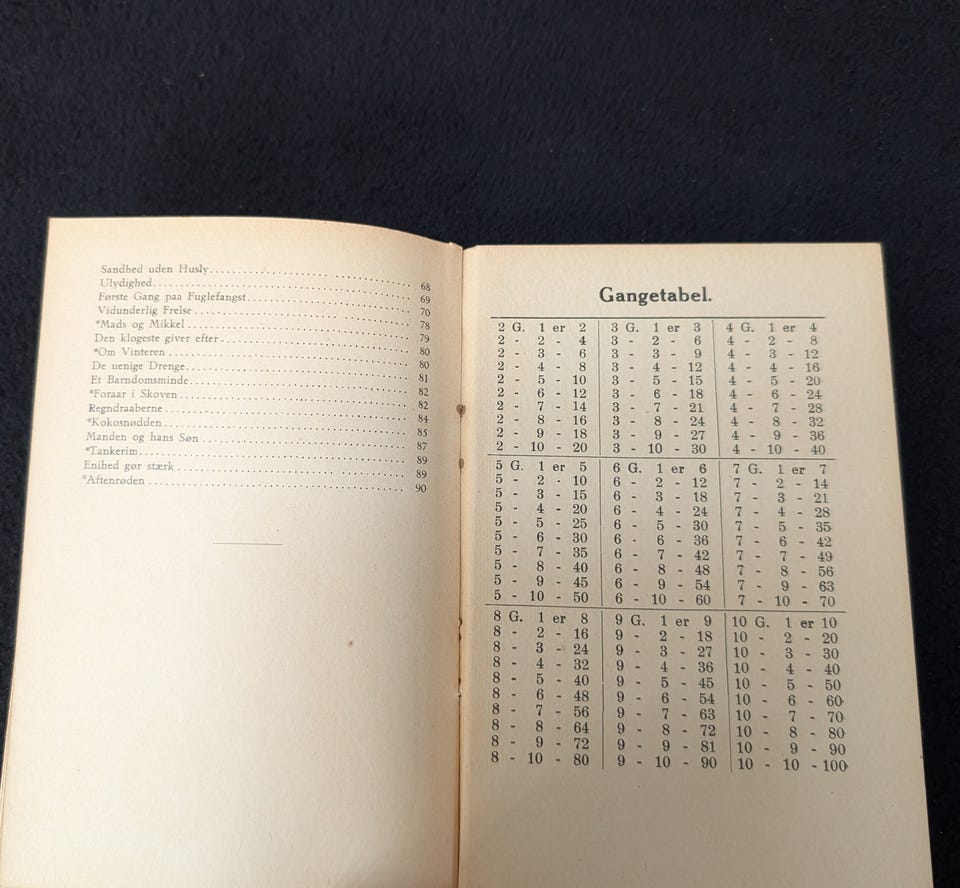 Sandhed uden Husly 68
Ulydighed 69
Første Gang paa Fuglefangst 70
Vidunderlig Frelse 78
*Mads og Mikkel 79
Den klogeste giver efter 80
*Om Vinteren 80
De uenige Drenge 81
Et Barndomsminde 82
*Foraar i Skoven 82
Regndraaberne 84
*Kokosnødden 85
Manden og hans Søn 87
*Tankerim 89
Enihed gør stærk 89
*Aftenrøden 90
Gangetabel.
2 G. 1 er 2 3 G. 1 er 3 4 G. 1 er 4
2 - 2 - 4 3 - 2 - 6 4 - 2 - 8
2 - 3 - 6 3 - 3 - 9 4 - 3 - 12
2 - 4 - 8 3 - 4 - 12 4 - 4 - 16
2 - 5 - 10 3 - 5 - 15 4 - 5 - 20
2 - 6 - 12 3 - 6 - 18 4 - 6 - 24
2 - 7 - 14 3 - 7 - 21 4 - 7 - 28
2 - 8 - 16 3 - 8 - 24 4 - 8 - 32
2 - 9 - 18 3 - 9 - 27 4 - 9 - 36
2 - 10 - 20 3 - 10 - 30 4 - 10 - 40
5 G. 1 er 5 6 G. 1 er 6 7 G. 1 er 7
5 - 2 - 10 6 - 2 - 12 7 - 2 - 14
5 - 3 - 15 6 - 3 - 18 7 - 3 - 21
5 - 4 - 20 6 - 4 - 24 7 - 4 - 28
5 - 5 - 25 6 - 5 - 30 7 - 5 - 35
5 - 6 - 30 6 - 6 - 36 7 - 6 - 42
5 - 7 - 35 6 - 7 - 42 7 - 7 - 49
5 - 8 - 40 6 - 8 - 48 7 - 8 - 56
5 - 9 - 45 6 - 9 - 54 7 - 9 - 63
5 - 10 - 50 6 - 10 - 60 7 - 10 - 70
8 G. 1 er 8 9 G. 1 er 9 10 G. 1 er 10
8 - 2 - 16 9 - 2 - 18 10 - 2 - 20
8 - 3 - 24 9 - 3 - 27 10 - 3 - 30
8 - 4 - 32 9 - 4 - 36 10 - 4 - 40
8 - 5 - 40 9 - 5 - 45 10 - 5 - 50
8 - 6 - 48 9 - 6 - 54 10 - 6 - 60
8 - 7 - 56 9 - 7 - 63 10 - 7 - 70
8 - 8 - 64 9 - 8 - 72 10 - 8 - 80
8 - 9 - 72 9 - 9 - 81 10 - 9 - 90
8 - 10 - 80 9 - 10 - 90 10 - 10 - 100